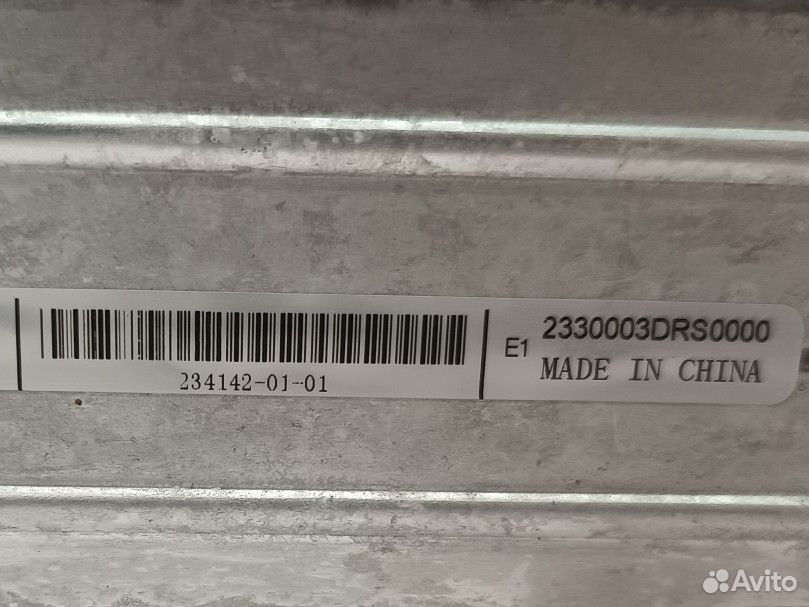 234142-01-01
E1
2330003DRS0000
MADE IN CHINA
Avito